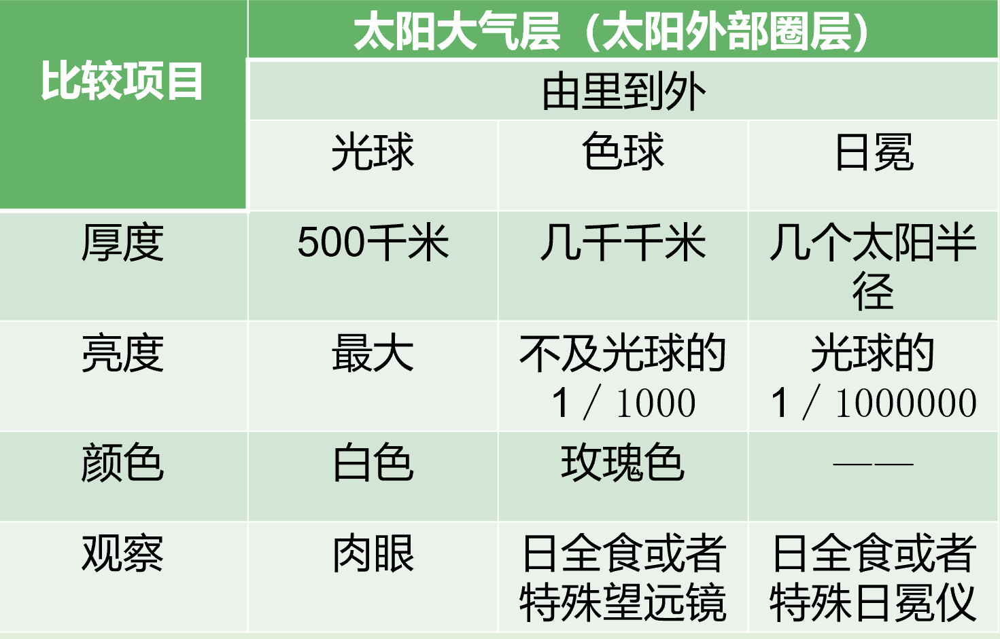 太阳大气层（太阳外部圈层）
比较项目
由里到外
光球
色球
日冕
厚度
500千米
几千千米
几个太阳半
径
亮度
最大
不及光球的
1／1000
光球的
1／1000000
颜色
白色
玫瑰色
——
观察
肉眼
日全食或者
特殊望远镜
日全食或者
特殊日冕仪